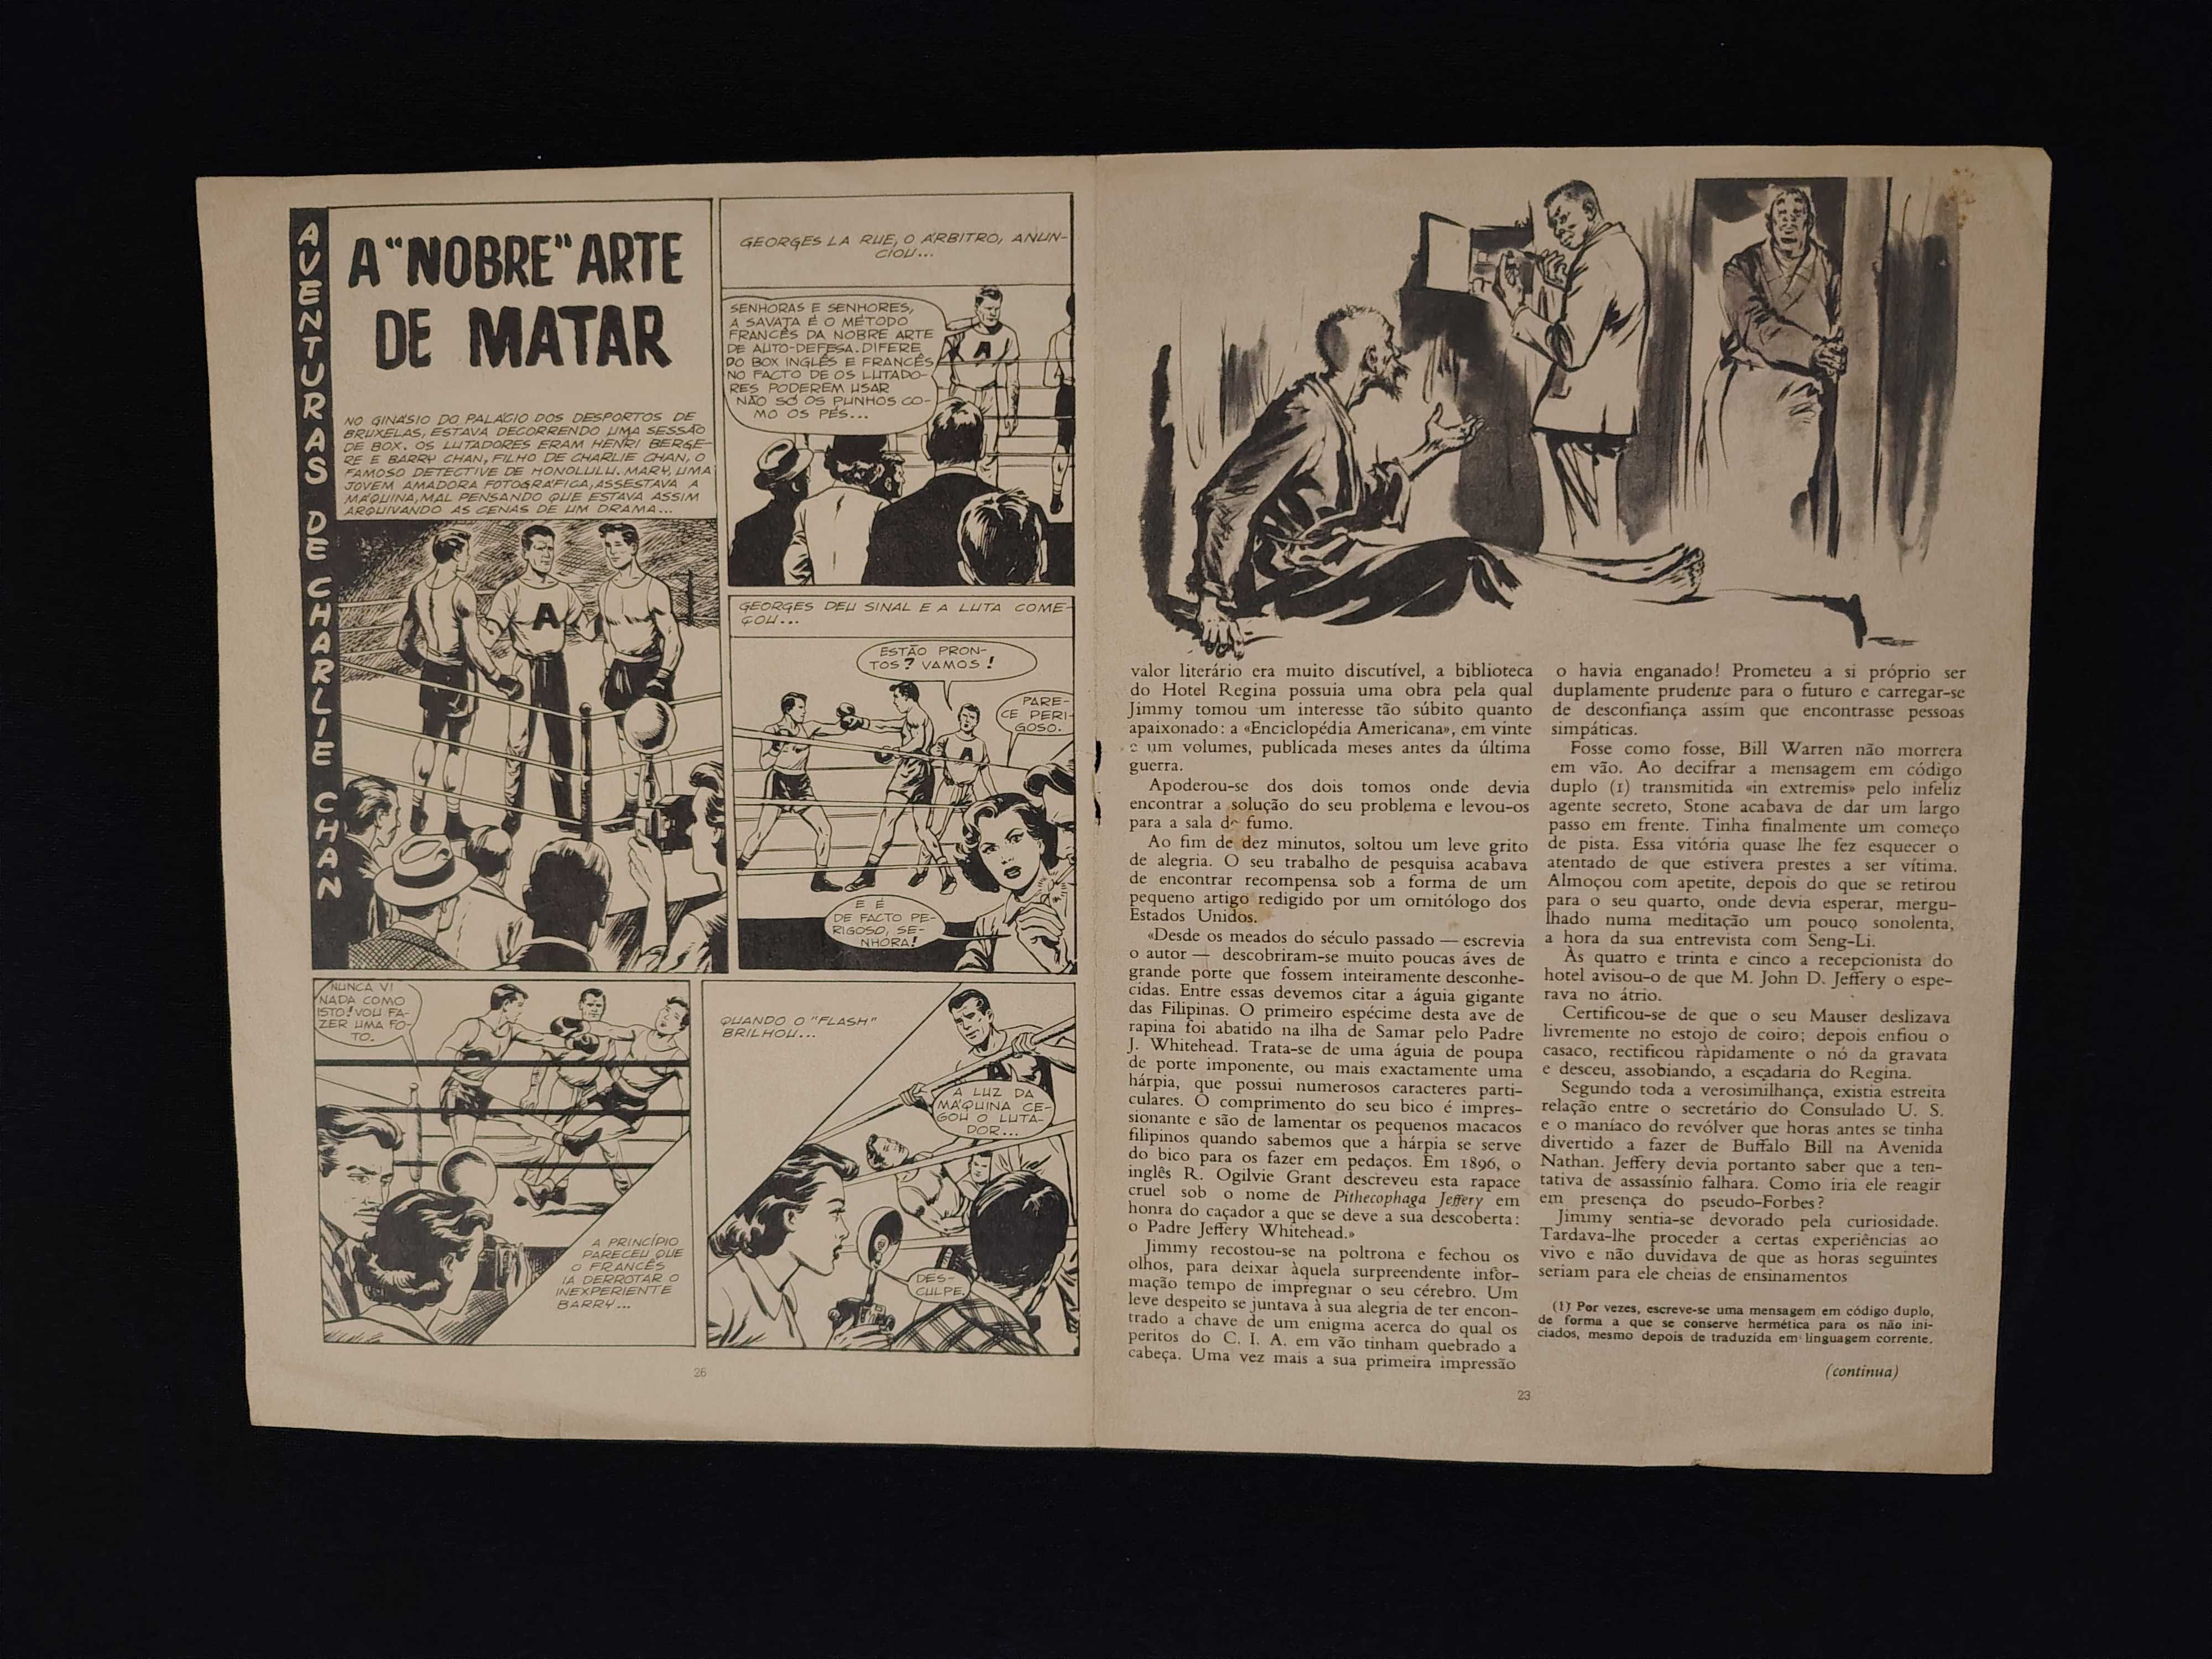 AVENTURAS DE CHARLIE CHAN
A "NOBRE" ARTE
DE MATAR
NO GINÁSIO DO PALÁCIO DOS DESPORTOS DE
BRUXELAS, ESTAVA DECORRENDO UMA SESSÃO
DE BOX. OS LUTADORES ERAM HENRI BERGE-
RE E BARRY CHAN, FILHO DE CHARLIE CHAN, O
FAMOSO DETECTIVE DE HONOLULU. MARY, UMA
JOVEM AMADORA FOTOGRÁFICA, ASSESTAVA A
MÁQUINA, MAL PENSANDO QUE ESTAVA ASSIM
ARQUIVANDO AS CENAS DE UM DRAMA...
A
GEORGES LA RUE, O ÁRBITRO, ANUN-
CIOU...
SENHORAS E SENHORES,
A SAVATA É O MÉTODO
FRANCÊS DA NOBRE ARTE
DE AUTO-DEFESA. DIFERE
DO BOX INGLÊS E FRANCÊS
NO FACTO DE OS LUTADO-
RES PODEREM USAR
NÃO SÓ OS PUNHOS CO-
MO OS PÉS...
A
GEORGES DEU SINAL E A LUTA COME-
ÇOU...
ESTÃO PRON-
TOS? VAMOS!
PARE-
CE PERI-
GOSO.
A
E É
DE FACTO PE-
RIGOSO, SE-
NHORA!
NUNCA VI
NADA COMO
ISTO! VOU FA-
ZER UMA FO-
TO.
A PRINCÍPIO
PARECEU QUE
O FRANCÊS
IA DERROTAR O
INEXPERIENTE
BARRY...
QUANDO O "FLASH"
BRILHOU...
A LUZ DA
MÁQUINA CE-
GOU O LUTA-
DOR...
DES-
CULPE.
26
valor literário era muito discutível, a biblioteca
do Hotel Regina possuia uma obra pela qual
Jimmy tomou um interesse tão súbito quanto
apaixonado: a «Enciclopédia Americana», em vinte
e um volumes, publicada meses antes da última
guerra.
Apoderou-se dos dois tomos onde devia
encontrar a solução do seu problema e levou-os
para a sala de fumo.
Ao fim de dez minutos, soltou um leve grito
de alegria. O seu trabalho de pesquisa acabava
de encontrar recompensa sob a forma de um
pequeno artigo redigido por um ornitólogo dos
Estados Unidos.
«Desde os meados do século passado — escrevia
o autor — descobriram-se muito poucas áves de
grande porte que fossem inteiramente desconhe-
cidas. Entre essas devemos citar a águia gigante
das Filipinas. O primeiro espécime desta ave de
rapina foi abatido na ilha de Samar pelo Padre
J. Whitehead. Trata-se de uma águia de poupa
de porte imponente, ou mais exactamente uma
hárpia, que possui numerosos caracteres parti-
culares. O comprimento do seu bico é impres-
sionante e são de lamentar os pequenos macacos
filipinos quando sabemos que a hárpia se serve
do bico para os fazer em pedaços. Em 1896, o
inglês R. Ogilvie Grant descreveu esta rapace
cruel sob o nome de Pithecophaga Jeffery em
honra do caçador a que se deve a sua descoberta:
o Padre Jeffery Whitehead.»
Jimmy recostou-se na poltrona e fechou os
olhos, para deixar àquela surpreendente infor-
mação tempo de impregnar o seu cérebro. Um
leve despeito se juntava à sua alegria de ter encon-
trado a chave de um enigma acerca do qual os
peritos do C. I. A. em vão tinham quebrado a
cabeça. Uma vez mais a sua primeira impressão
o havia enganado! Prometeu a si próprio ser
duplamente prudente para o futuro e carregar-se
de desconfiança assim que encontrasse pessoas
simpáticas.
Fosse como fosse, Bill Warren não morrera
em vão. Ao decifrar a mensagem em código
duplo (1) transmitida «in extremis» pelo infeliz
agente secreto, Stone acabava de dar um largo
passo em frente. Tinha finalmente um começo
de pista. Essa vitória quase lhe fez esquecer o
atentado de que estivera prestes a ser vítima.
Almoçou com apetite, depois do que se retirou
para o seu quarto, onde devia esperar, mergu-
lhado numa meditação um pouco sonolenta,
a hora da sua entrevista com Seng-Li.
Às quatro e trinta e cinco a recepcionista do
hotel avisou-o de que M. John D. Jeffery o espe-
rava no átrio.
Certificou-se de que o seu Mauser deslizava
livremente no estojo de coiro; depois enfiou o
casaco, rectificou ràpidamente o nó da gravata
e desceu, assobiando, a escadaria do Regina.
Segundo toda a verosimilhança, existia estreita
relação entre o secretário do Consulado U. S.
e o maníaco do revólver que horas antes se tinha
divertido a fazer de Buffalo Bill na Avenida
Nathan. Jeffery devia portanto saber que a ten-
tativa de assassínio falhara. Como iria ele reagir
em presença do pseudo-Forbes?
Jimmy sentia-se devorado pela curiosidade.
Tardava-lhe proceder a certas experiências ao
vivo e não duvidava de que as horas seguintes
seriam para ele cheias de ensinamentos
(1) Por vezes, escreve-se uma mensagem em código duplo,
de forma a que se conserve hermética para os não ini-
ciados, mesmo depois de traduzida em linguagem corrente.
(continua)
23